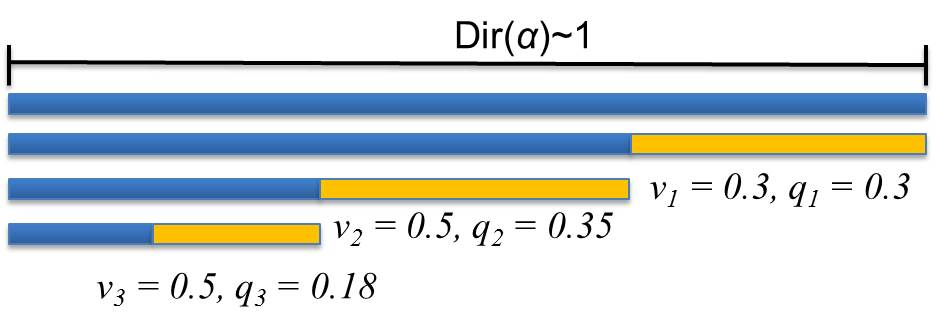 Dir(α)~1
v₁ = 0.3, q₁ = 0.3
v₂ = 0.5, q₂ = 0.35
v₃ = 0.5, q₃ = 0.18